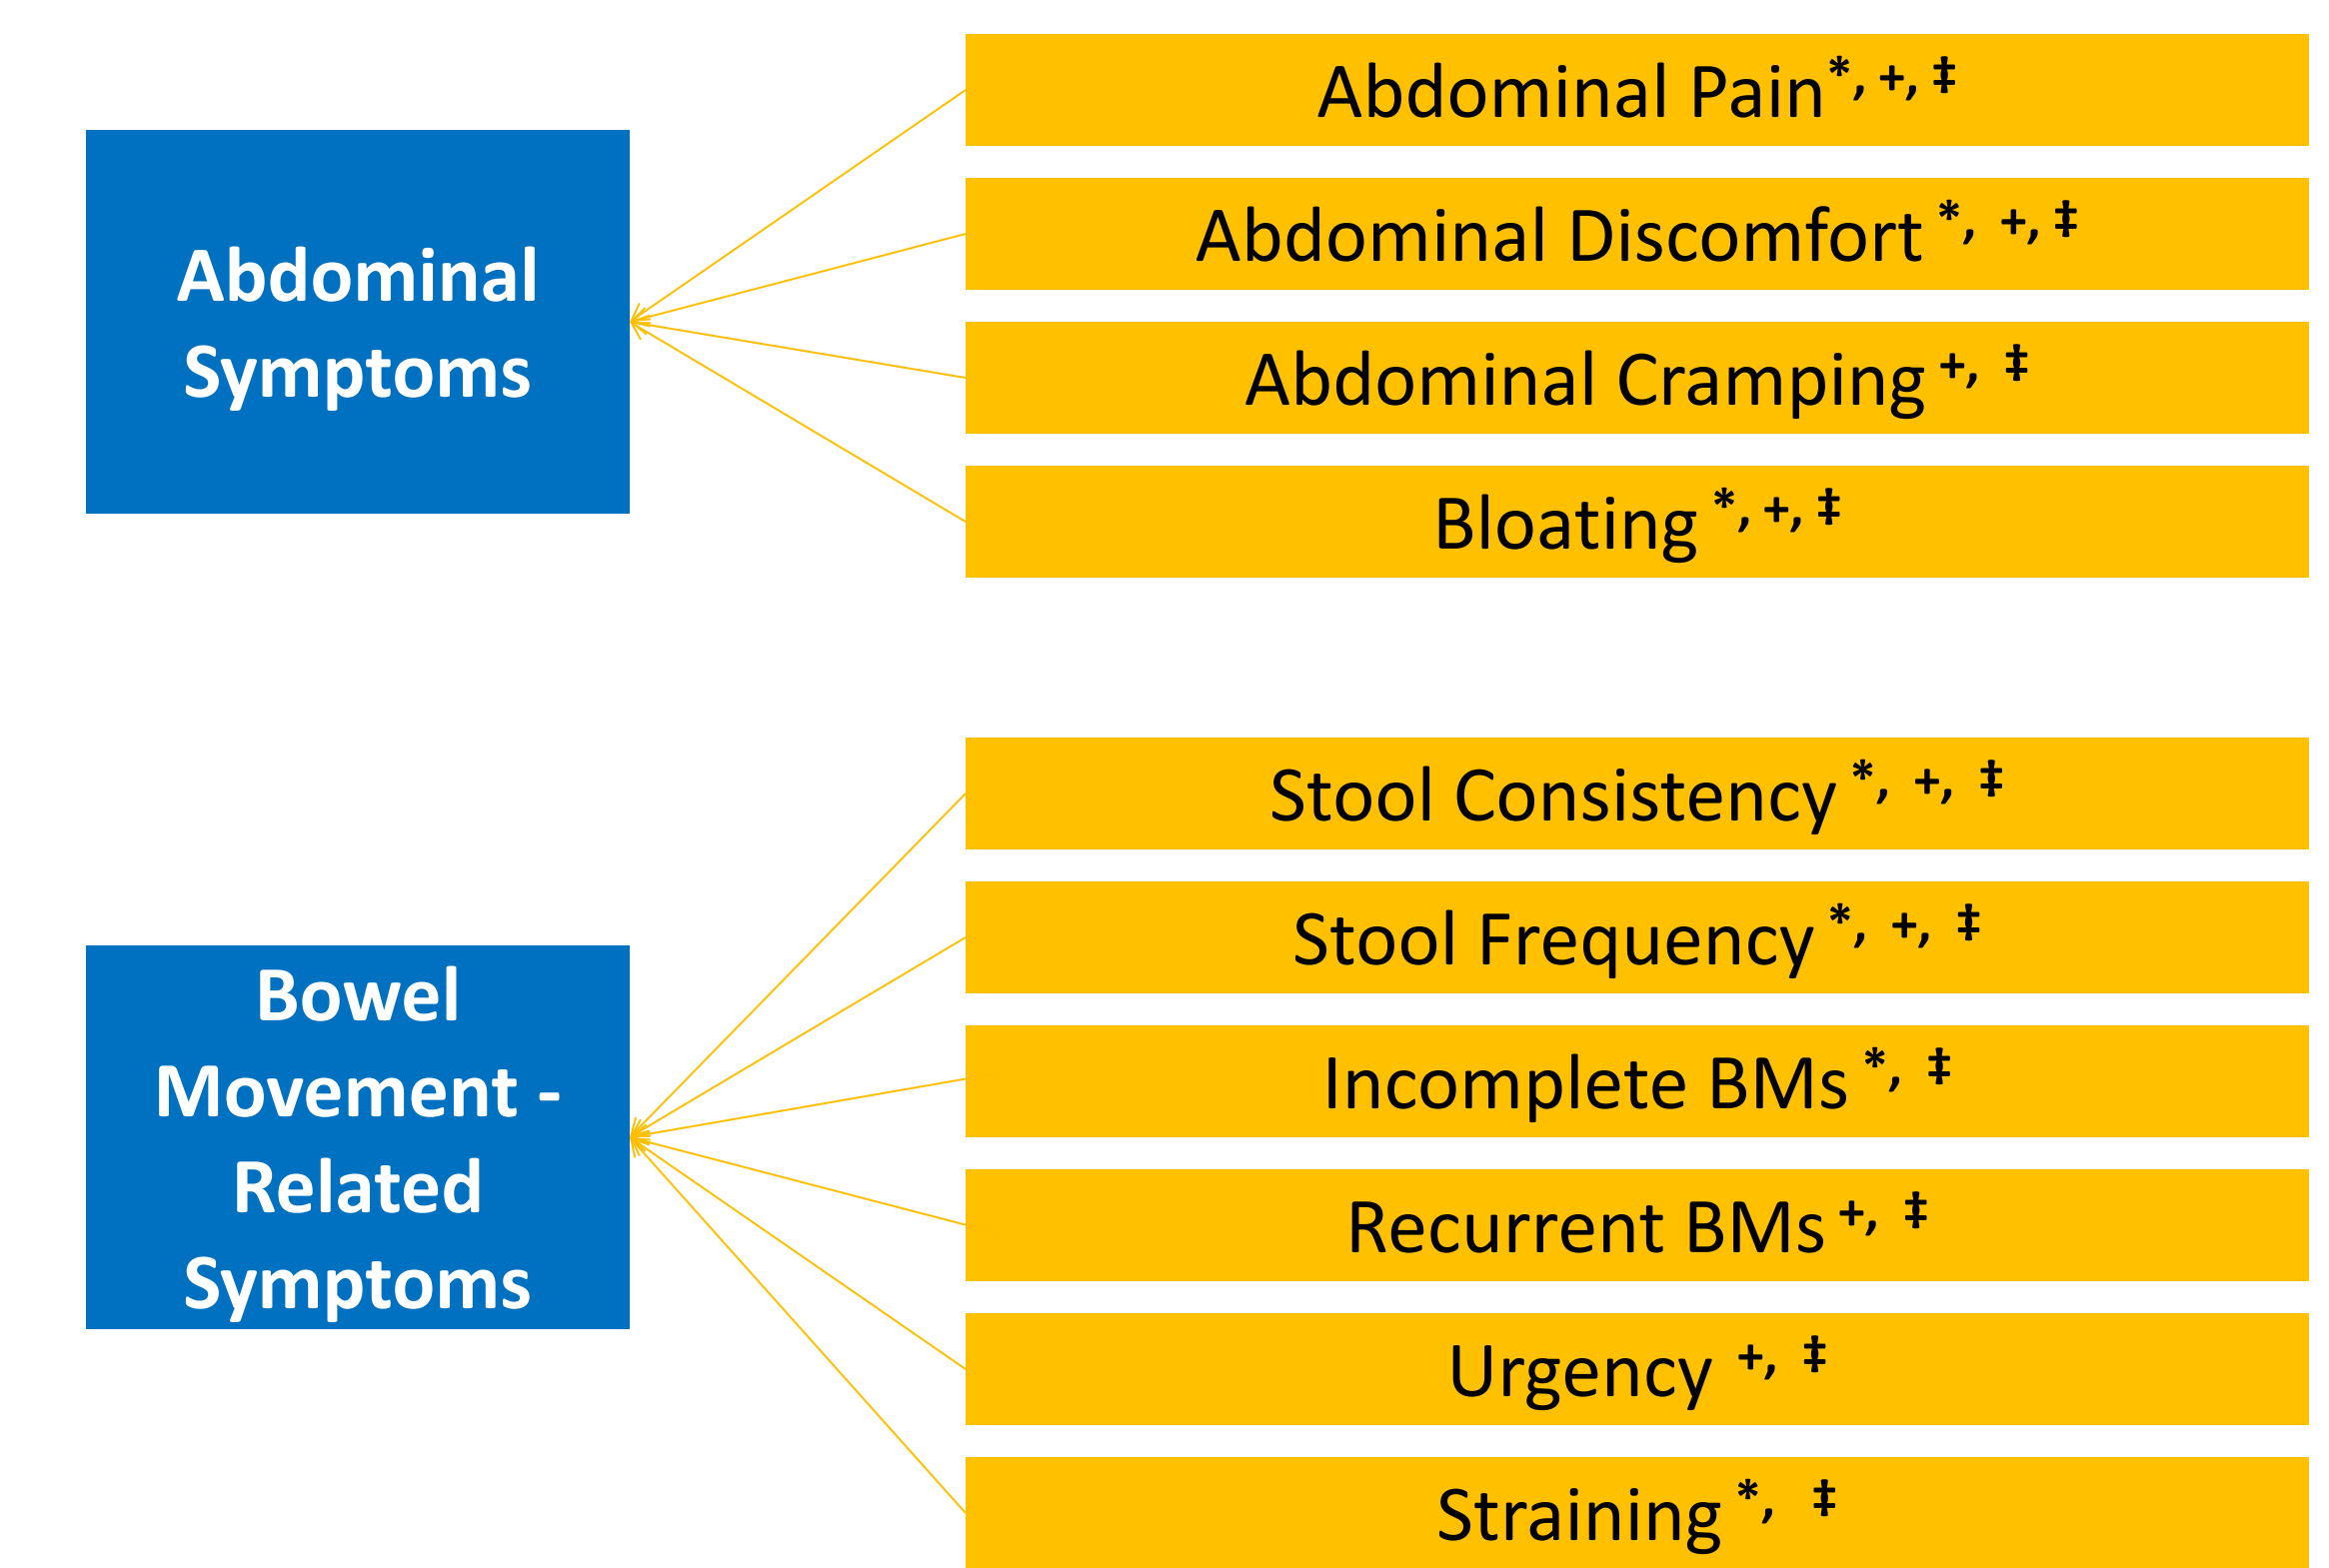 Abdominal
Symptoms
Abdominal Pain*, +, ‡
Abdominal Discomfort *, +, ‡
Abdominal Cramping +, ‡
Bloating *, +, ‡
Bowel
Movement -
Related
Symptoms
Stool Consistency *, +, ‡
Stool Frequency *, +, ‡
Incomplete BMs *, ‡
Recurrent BMs +, ‡
Urgency +, ‡
Straining *, ‡